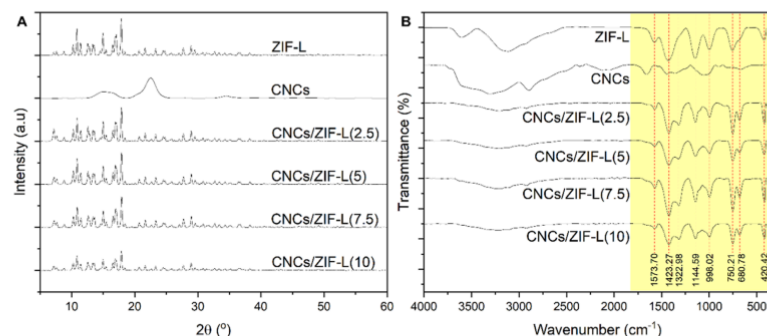 A
ZIF-L
CNCs
CNCs/ZIF-L(2.5)
CNCs/ZIF-L(5)
CNCs/ZIF-L(7.5)
CNCs/ZIF-L(10)
Intensity (a.u)
10 20 30 40 50 60
2θ (°)
B
ZIF-L
CNCs
CNCs/ZIF-L(2.5)
CNCs/ZIF-L(5)
CNCs/ZIF-L(7.5)
CNCs/ZIF-L(10)
Transmittance (%)
1573.70
1423.27
1322.98
1144.59
998.02
750.21
680.78
420.42
4000 3500 3000 2500 2000 1500 1000 500
Wavenumber (cm⁻¹)